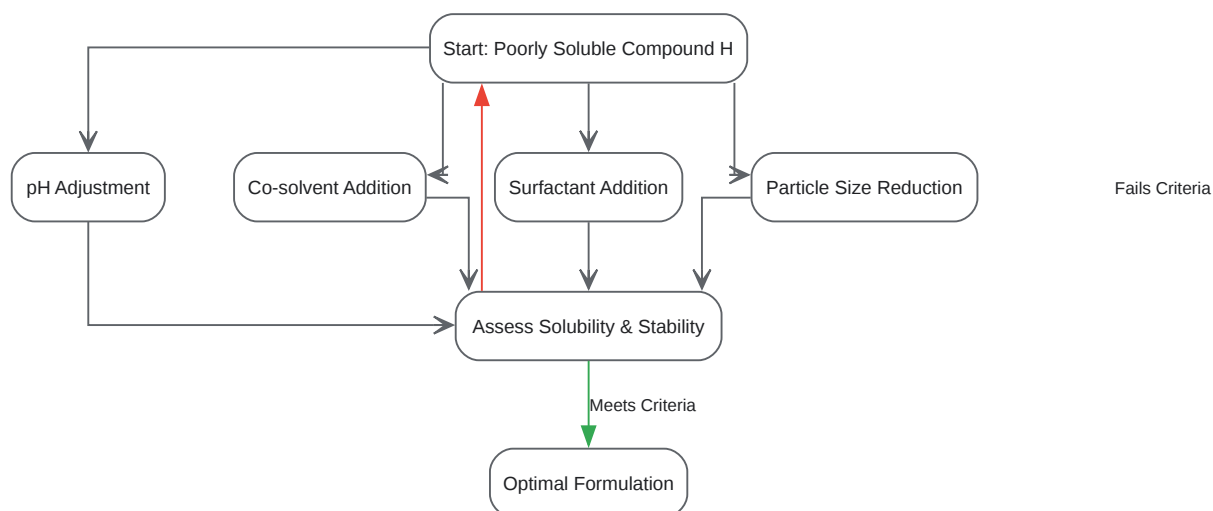 Start: Poorly Soluble Compound H
pH Adjustment
Co-solvent Addition
Surfactant Addition
Particle Size Reduction
Fails Criteria
Assess Solubility & Stability
Meets Criteria
Optimal Formulation